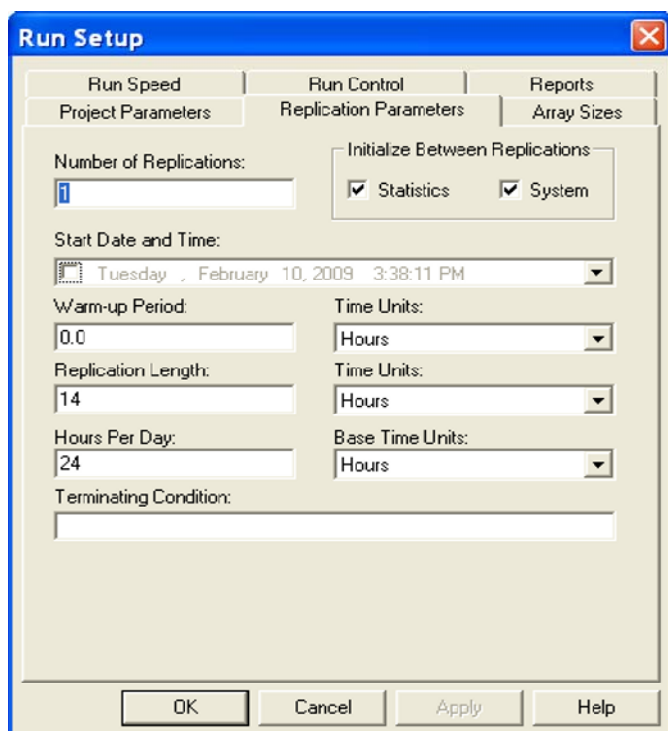 Run Setup
Run Speed Run Control Reports
Project Parameters Replication Parameters Array Sizes
Number of Replications:
1
Initialize Between Replications
Statistics System
Start Date and Time:
Tuesday , February 10, 2009 3:38:11 PM
Warm-up Period: Time Units:
0.0 Hours
Replication Length: Time Units:
14 Hours
Hours Per Day: Base Time Units:
24 Hours
Terminating Condition:
OK Cancel Apply Help